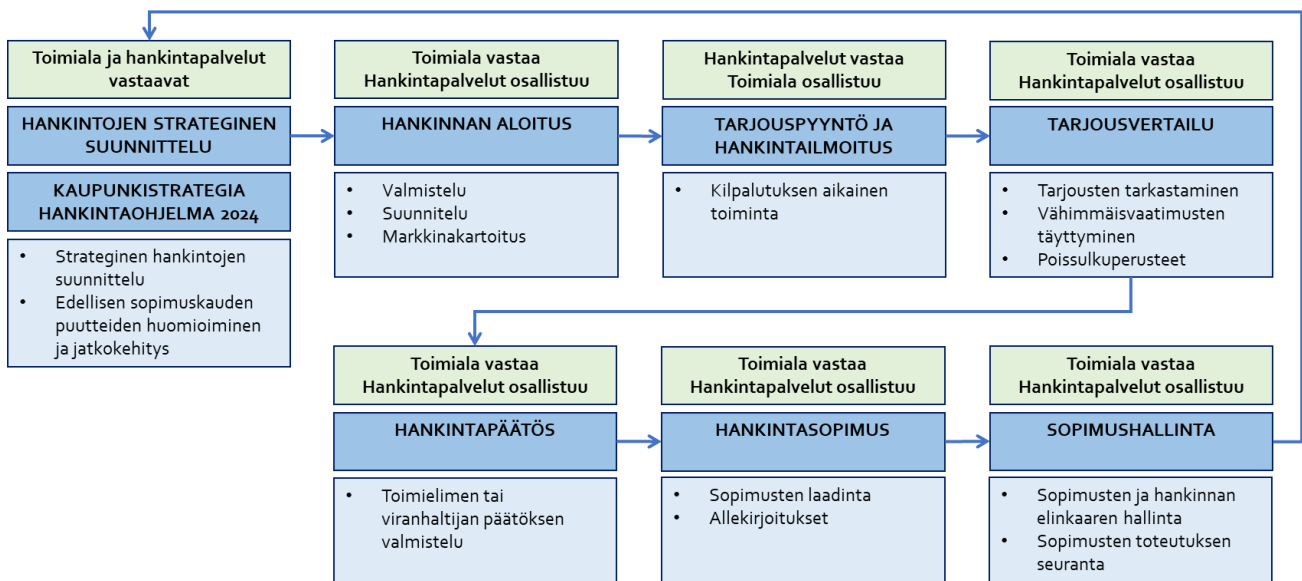 Toimiala ja hankintapalvelut
vastaavat
HANKINTOJEN STRATEGINEN
SUUNNITTELU
KAUPUNKISTRATEGIA
HANKINTAOHJELMA 2024
• Strateginen hankintojen
suunnittelu
• Edellisen sopimuskauden
puutteiden huomioiminen
ja jatkokehitys
Toimiala vastaa
Hankintapalvelut osallistuu
HANKINNAN ALOITUS
• Valmistelu
• Suunnitelu
• Markkinakartoitus
Hankintapalvelut vastaa
Toimiala osallistuu
TARJOUSPYYNTÖ JA
HANKINTAILMOITUS
• Kilpalutuksen aikainen
toiminta
Toimiala vastaa
Hankintapalvelut osallistuu
TARJOUSVERTAILU
• Tarjousten tarkastaminen
• Vähimmäisvaatimusten
täyttyminen
• Poissulkuperusteet
Toimiala vastaa
Hankintapalvelut osallistuu
HANKINTAPÄÄTÖS
• Toimielimen tai
viranhaltijan päätöksen
valmistelu
Toimiala vastaa
Hankintapalvelut osallistuu
HANKINTASOPIMUS
• Sopimusten laadinta
• Allekirjoitukset
Toimiala vastaa
Hankintapalvelut osallistuu
SOPIMUSHALLINTA
• Sopimusten ja hankinnan
elinkaaren hallinta
• Sopimusten toteutuksen
seuranta